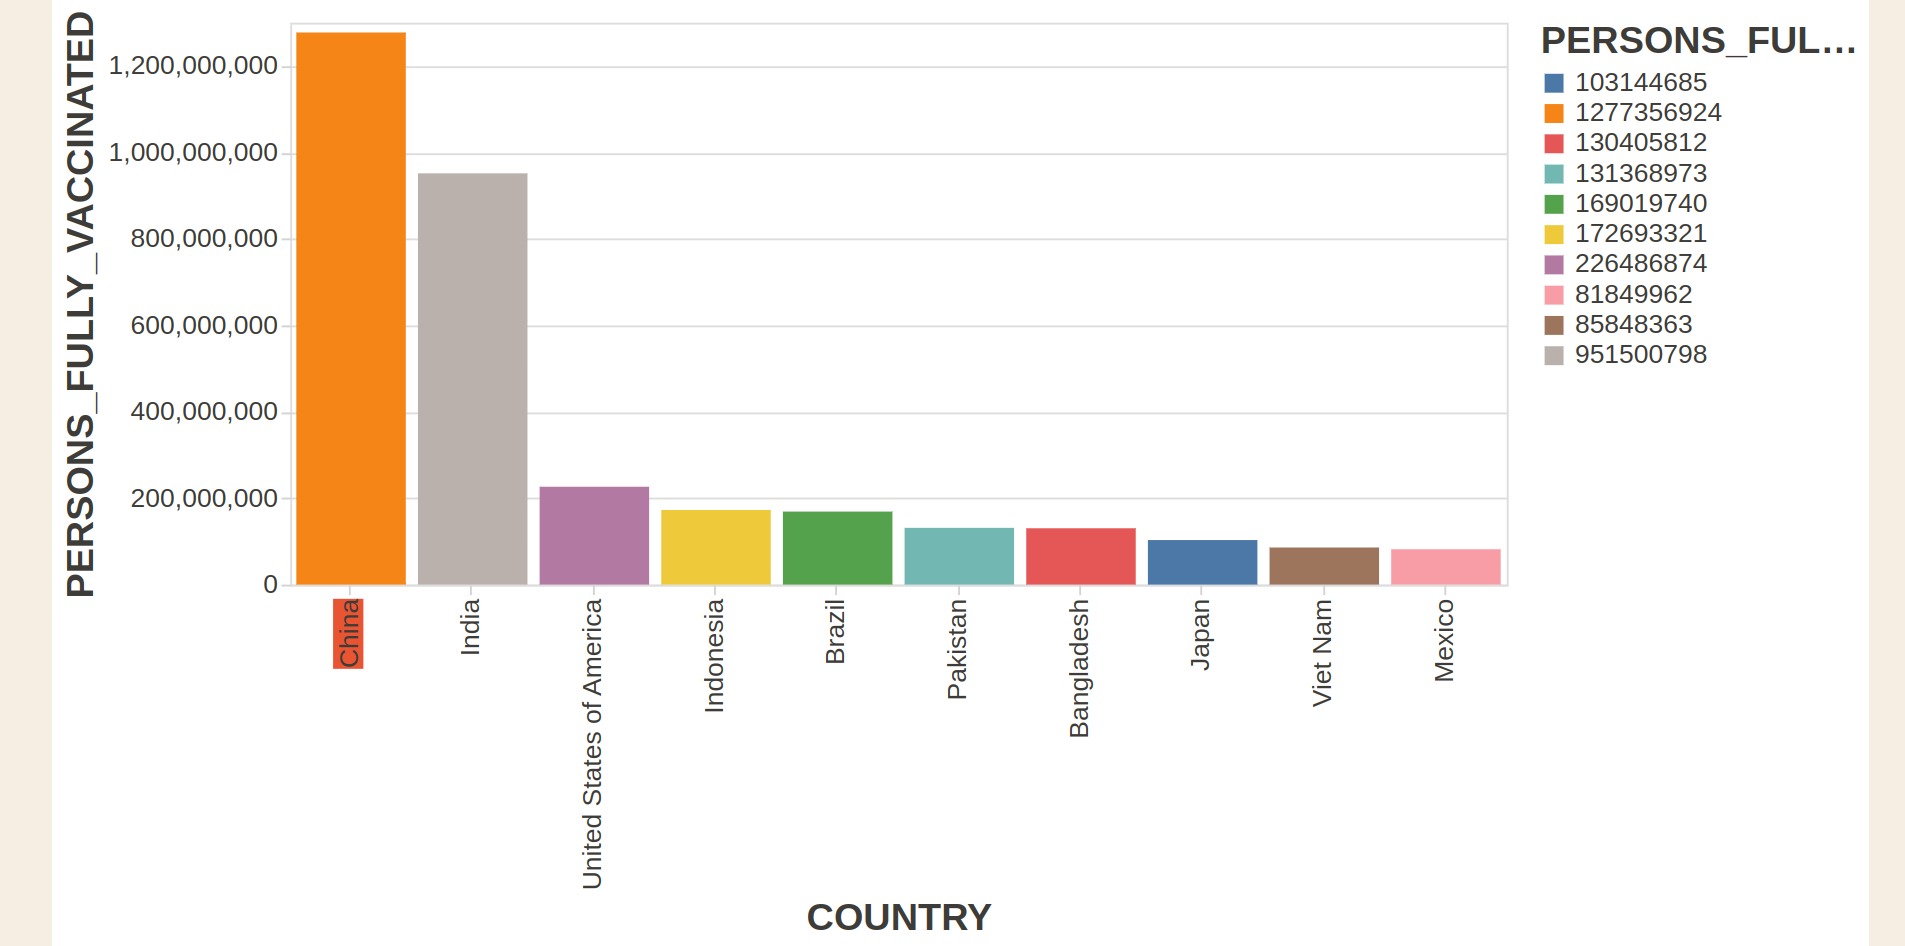 PERSONS_FULLY_VACCINATED
1,200,000,000
1,000,000,000
800,000,000
600,000,000
400,000,000
200,000,000
0
China
India
United States of America
Indonesia
Brazil
Pakistan
Bangladesh
Japan
Viet Nam
Mexico
COUNTRY
PERSONS_FUL...
103144685
1277356924
130405812
131368973
169019740
172693321
226486874
81849962
85848363
951500798